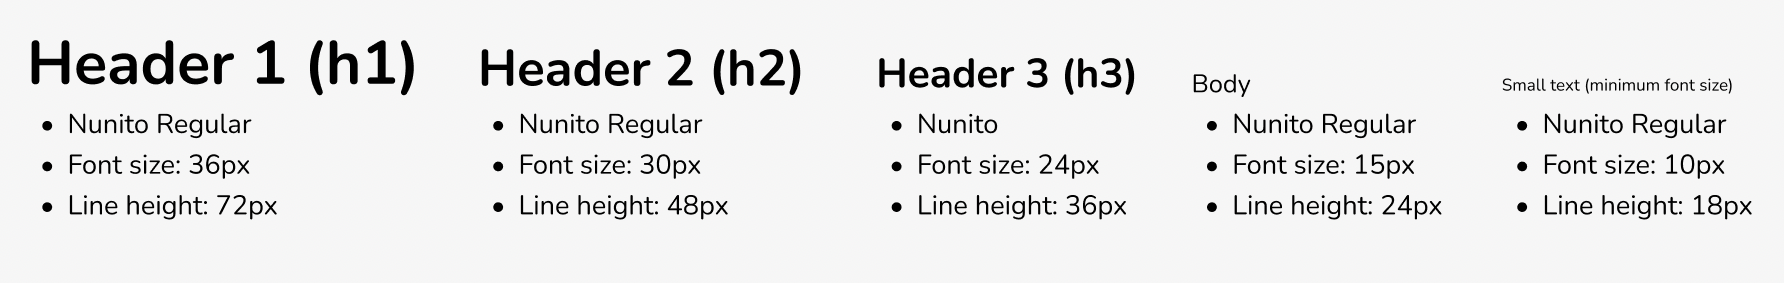 Header 1 (h1)
• Nunito Regular
• Font size: 36px
• Line height: 72px
Header 2 (h2)
• Nunito Regular
• Font size: 30px
• Line height: 48px
Header 3 (h3)
• Nunito
• Font size: 24px
• Line height: 36px
Body
• Nunito Regular
• Font size: 15px
• Line height: 24px
Small text (minimum font size)
• Nunito Regular
• Font size: 10px
• Line height: 18px